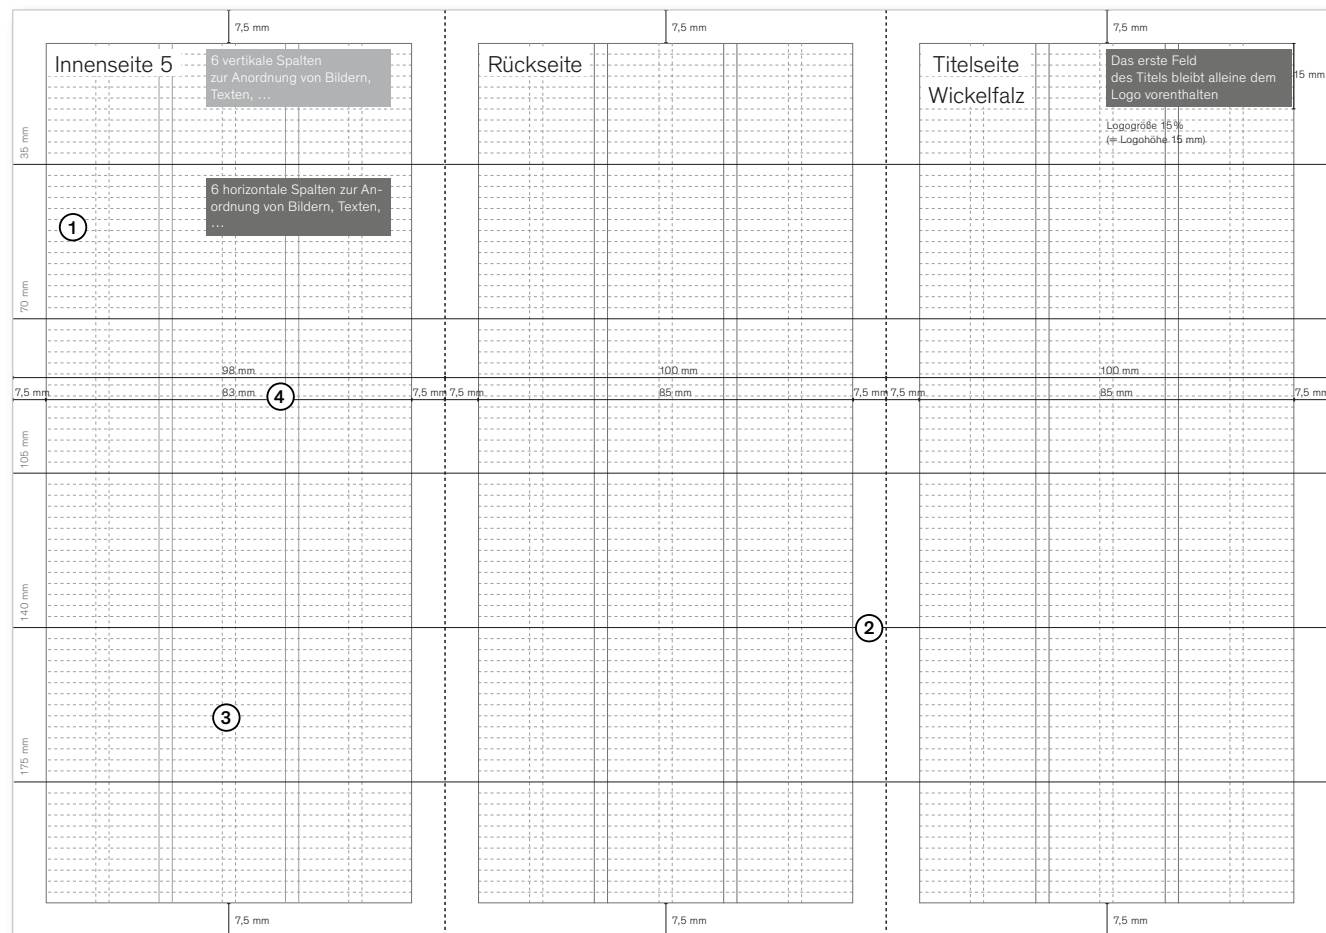 7,5 mm
7,5 mm
7,5 mm
Innenseite 5
6 vertikale Spalten
zur Anordnung von Bildern,
Texten, …
Rückseite
Titelseite
Wickelfalz
Das erste Feld
des Titels bleibt alleine dem
Logo vorenthalten
15 mm
Logogröße 15%
(= Logohöhe 15 mm)
35 mm
6 horizontale Spalten zur An-
ordnung von Bildern, Texten,
…
1
70 mm
98 mm
100 mm
100 mm
7,5 mm
83 mm
4
7,5 mm
7,5 mm
85 mm
7,5 mm
7,5 mm
85 mm
7,5 mm
105 mm
140 mm
2
3
175 mm
7,5 mm
7,5 mm
7,5 mm